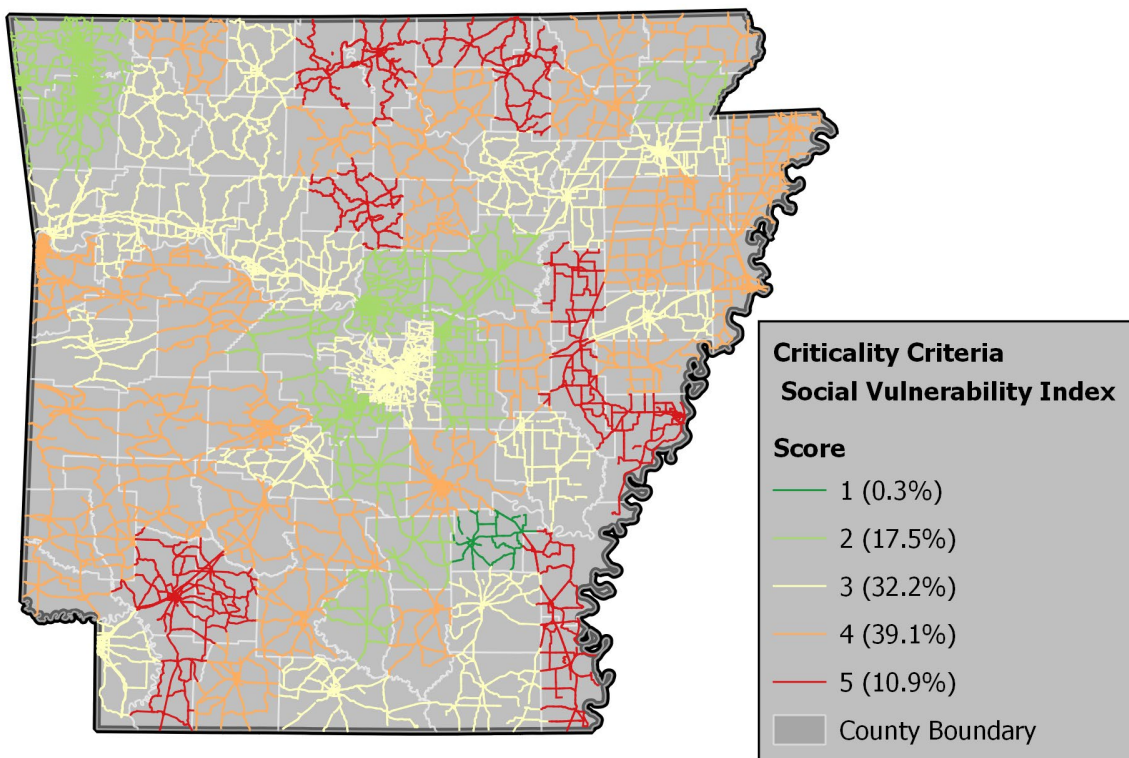 Criticality Criteria
Social Vulnerability Index
Score
1 (0.3%)
2 (17.5%)
3 (32.2%)
4 (39.1%)
5 (10.9%)
County Boundary